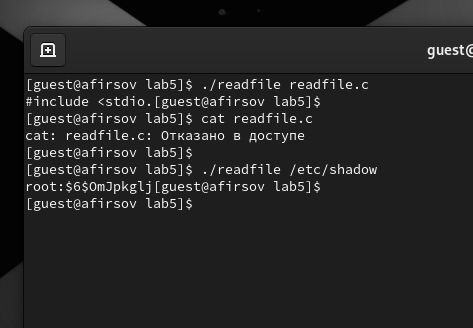 guest@
[guest@afirsov lab5]$ ./readfile readfile.c
#include <stdio.[guest@afirsov lab5]$
[guest@afirsov lab5]$ cat readfile.c
cat: readfile.c: Отказано в доступе
[guest@afirsov lab5]$
[guest@afirsov lab5]$ ./readfile /etc/shadow
root:$6$OmJpkglj[guest@afirsov lab5]$
[guest@afirsov lab5]$